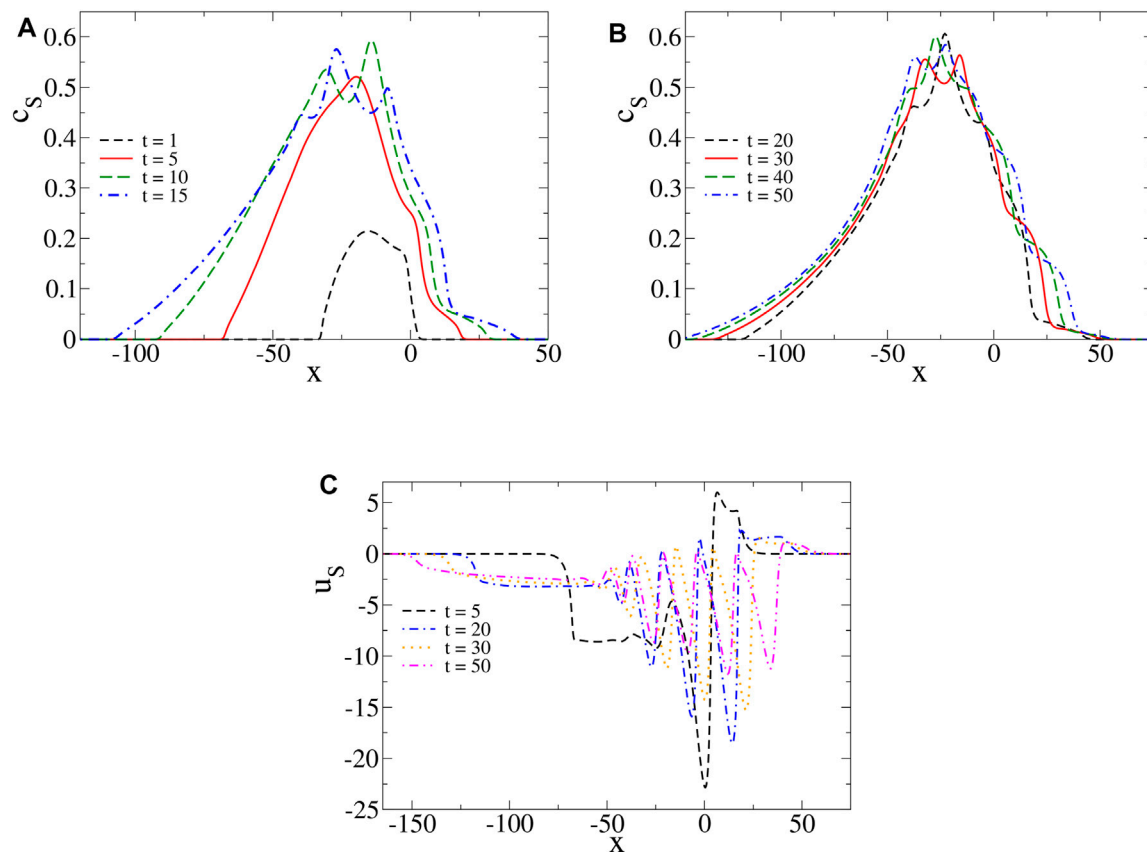 A
0.6
0.5
0.4
0.3
0.2
0.1
0
c_S
t = 1
t = 5
t = 10
t = 15
-100 -50 0 50
x
B
0.6
0.5
0.4
0.3
0.2
0.1
0
c_S
t = 20
t = 30
t = 40
t = 50
-100 -50 0 50
x
C
5
0
-5
-10
-15
-20
-25
u_S
t = 5
t = 20
t = 30
t = 50
-150 -100 -50 0 50
x